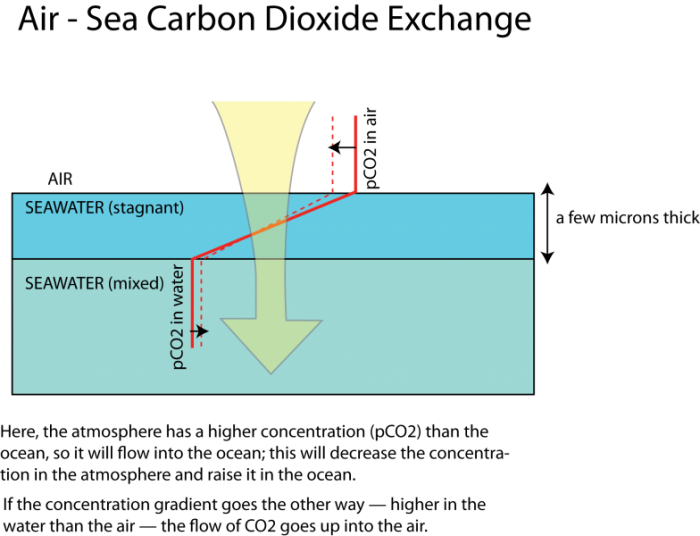 Air - Sea Carbon Dioxide Exchange
pCO2 in air
AIR
SEAWATER (stagnant)
a few microns thick
SEAWATER (mixed)
pCO2 in water
Here, the atmosphere has a higher concentration (pCO2) than the
ocean, so it will flow into the ocean; this will decrease the concentra-
tion in the atmosphere and raise it in the ocean.
If the concentration gradient goes the other way — higher in the
water than the air — the flow of CO2 goes up into the air.